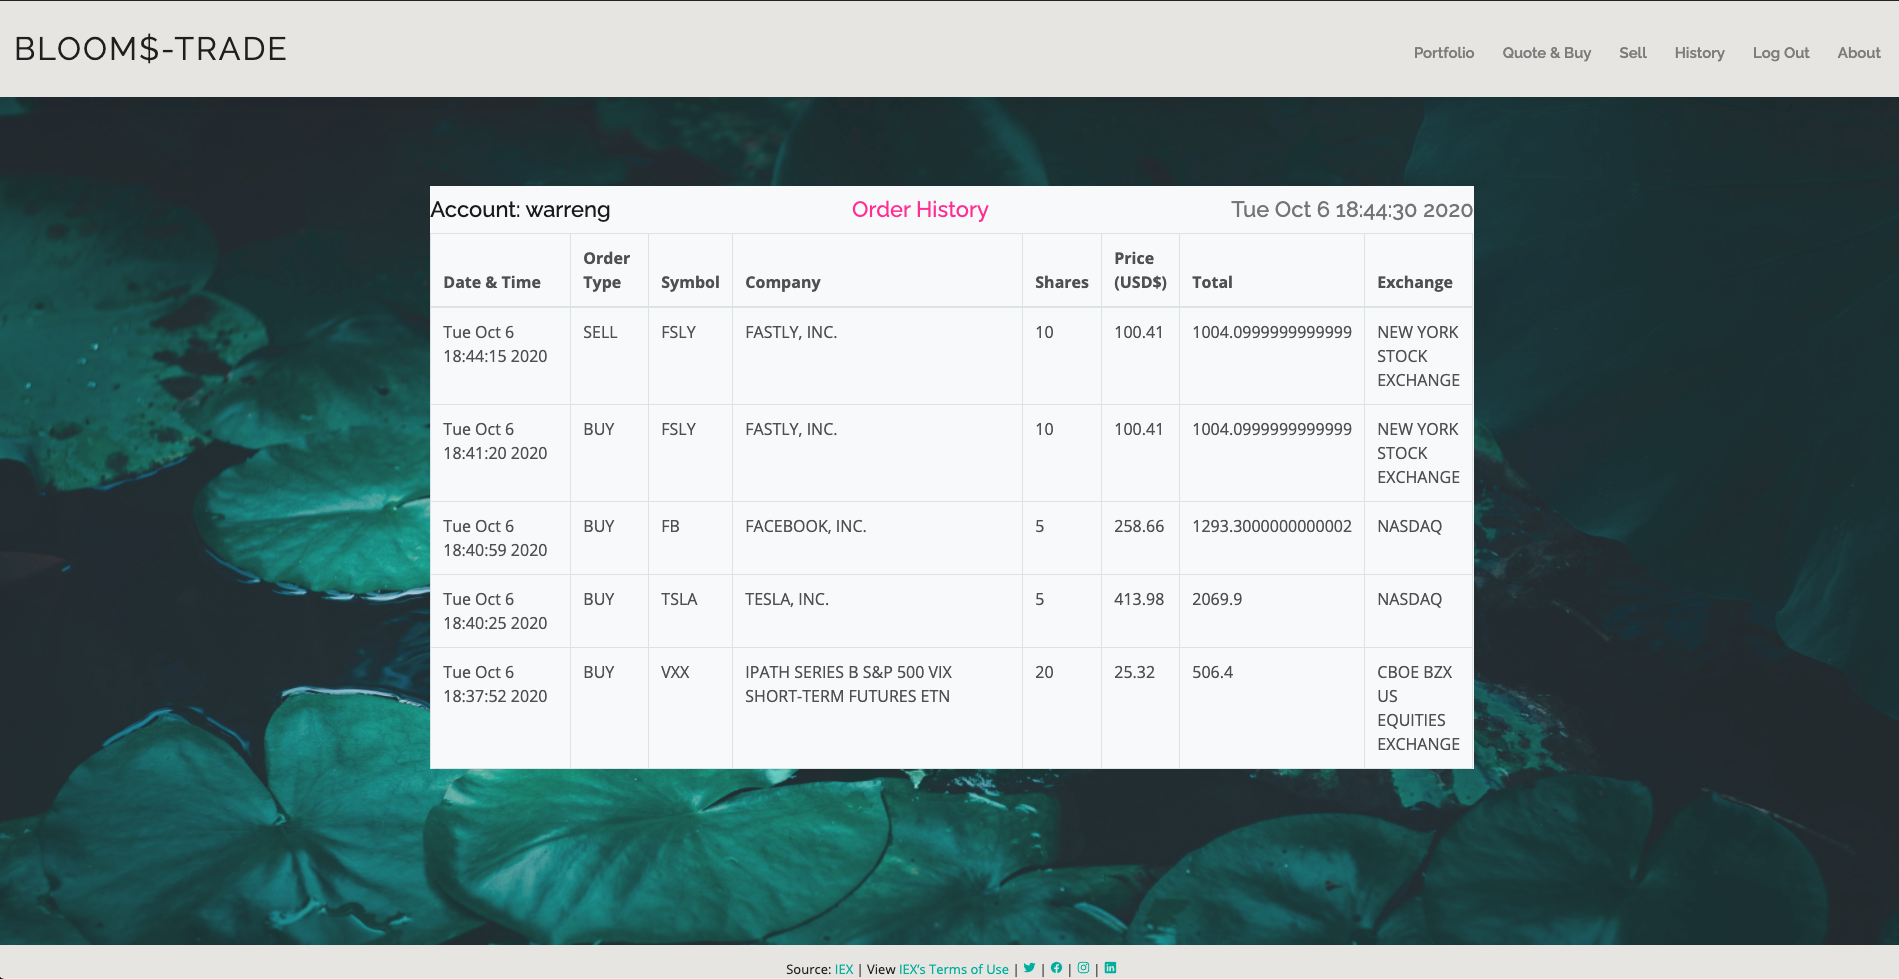 BLOOM$-TRADE
Portfolio Quote & Buy Sell History Log Out About
Account: warreng Order History Tue Oct 6 18:44:30 2020
Date & Time Order Type Symbol Company Shares Price (USD$) Total Exchange
Tue Oct 6 18:44:15 2020 SELL FSLY FASTLY, INC. 10 100.41 1004.0999999999999 NEW YORK STOCK EXCHANGE
Tue Oct 6 18:41:20 2020 BUY FSLY FASTLY, INC. 10 100.41 1004.0999999999999 NEW YORK STOCK EXCHANGE
Tue Oct 6 18:40:59 2020 BUY FB FACEBOOK, INC. 5 258.66 1293.3000000000002 NASDAQ
Tue Oct 6 18:40:25 2020 BUY TSLA TESLA, INC. 5 413.98 2069.9 NASDAQ
Tue Oct 6 18:37:52 2020 BUY VXX IPATH SERIES B S&P 500 VIX SHORT-TERM FUTURES ETN 20 25.32 506.4 CBOE BZX US EQUITIES EXCHANGE
Source: IEX | View IEX's Terms of Use | | | |